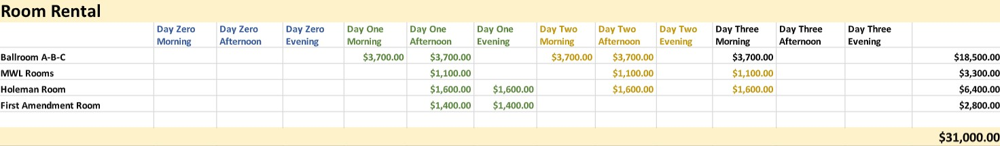 Room Rental
Day Zero Morning Day Zero Afternoon Day Zero Evening Day One Morning Day One Afternoon Day One Evening Day Two Morning Day Two Afternoon Day Two Evening Day Three Morning Day Three Afternoon Day Three Evening
Ballroom A-B-C $3,700.00 $3,700.00 $3,700.00 $3,700.00 $3,700.00 $18,500.00
MWL Rooms $1,100.00 $1,100.00 $1,100.00 $3,300.00
Holeman Room $1,600.00 $1,600.00 $1,600.00 $1,600.00 $6,400.00
First Amendment Room $1,400.00 $1,400.00 $2,800.00
$31,000.00